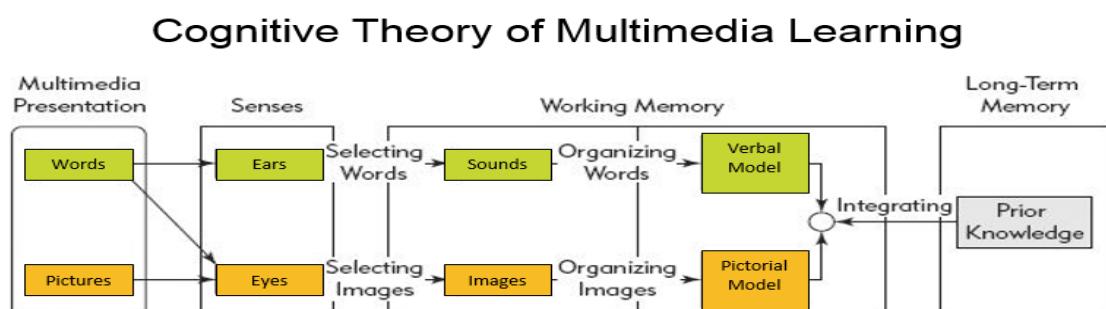 Cognitive Theory of Multimedia Learning
Multimedia
Presentation
Senses
Working Memory
Long-Term
Memory
Words
Ears
Selecting
Words
Sounds
Organizing
Words
Verbal
Model
Integrating
Prior
Knowledge
Pictures
Eyes
Selecting
Images
Images
Organizing
Images
Pictorial
Model